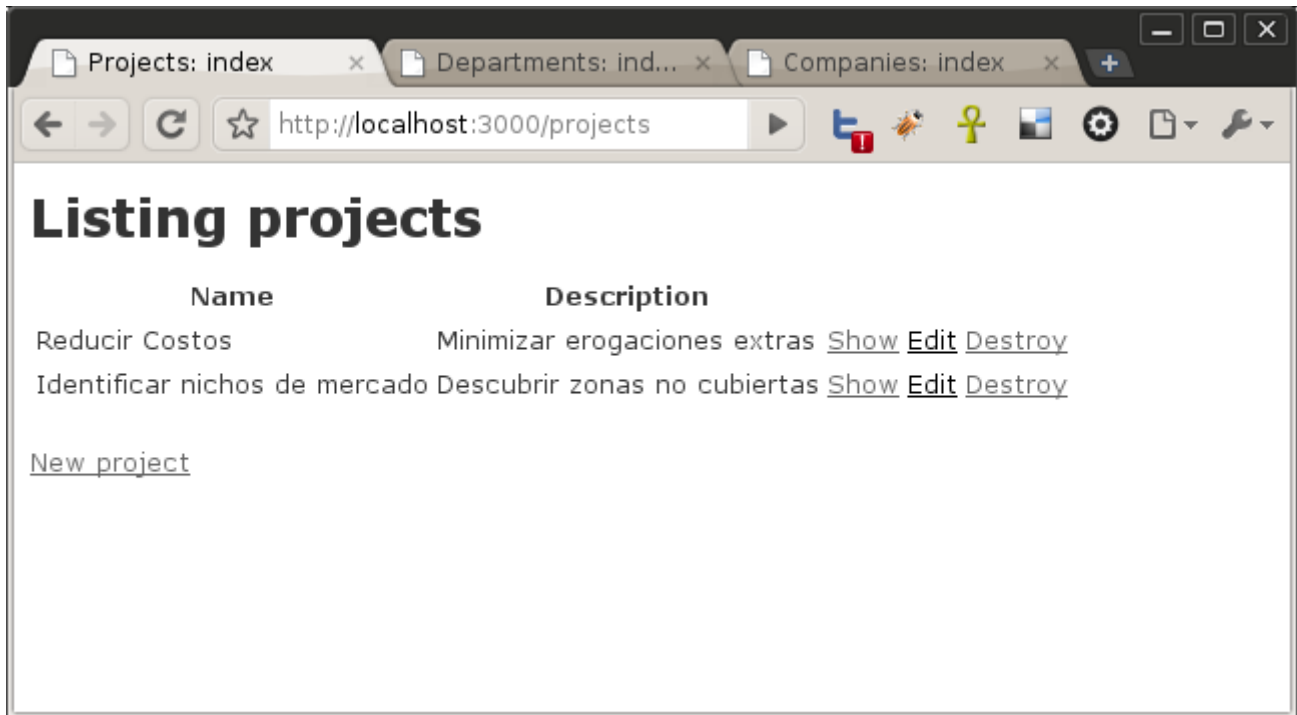 Projects: index
Departments: ind...
Companies: index
http://localhost:3000/projects
Listing projects
Name Description
Reducir Costos Minimizar erogaciones extras Show Edit Destroy
Identificar nichos de mercado Descubrir zonas no cubiertas Show Edit Destroy
New project